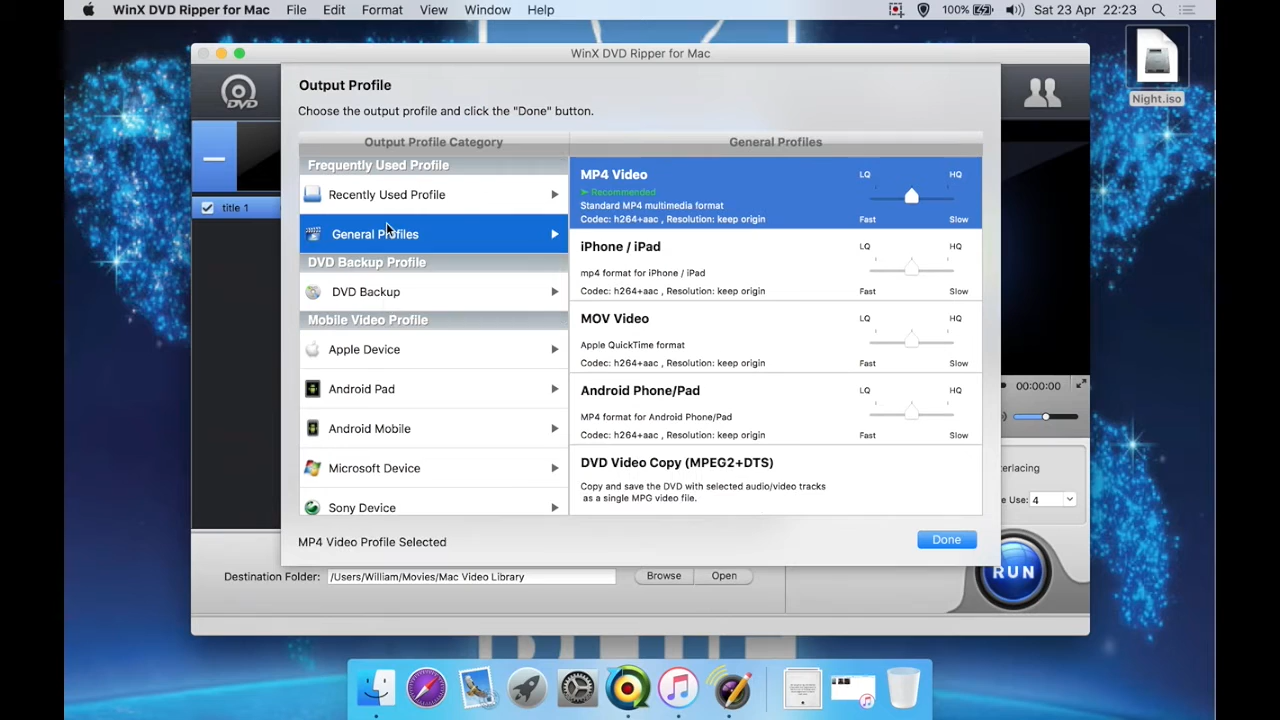 WinX DVD Ripper for Mac File Edit Format View Window Help 100% Sat 23 Apr 22:23
WinX DVD Ripper for Mac
Night.iso
DVD
Output Profile
Choose the output profile and click the "Done" button.
Output Profile Category
General Profiles
Frequently Used Profile
Recently Used Profile
General Profiles
DVD Backup Profile
DVD Backup
Mobile Video Profile
Apple Device
Android Pad
Android Mobile
Microsoft Device
Sony Device
MP4 Video
LQ HQ
➤ Recommended
Standard MP4 multimedia format
Codec: h264+aac , Resolution: keep origin
Fast Slow
iPhone / iPad
LQ HQ
mp4 format for iPhone / iPad
Codec: h264+aac , Resolution: keep origin
Fast Slow
MOV Video
LQ HQ
Apple QuickTime format
Codec: h264+aac , Resolution: keep origin
Fast Slow
Android Phone/Pad
LQ HQ
MP4 format for Android Phone/Pad
Codec: h264+aac , Resolution: keep origin
Fast Slow
DVD Video Copy (MPEG2+DTS)
Copy and save the DVD with selected audio/video tracks
as a single MPG video file.
MP4 Video Profile Selected
Done
title 1
00:00:00
erlacing
e Use: 4
Destination Folder: /Users/William/Movies/Mac Video Library Browse Open
RUN